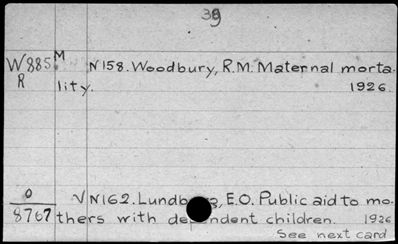 39
W885. M N158. Woodbury, R.M. Maternal morta-
R lity. 1926.
0 √N162. Lundb g, E.O. Public aid to mo-
8767 thers with de ndent children. 1926
See next card